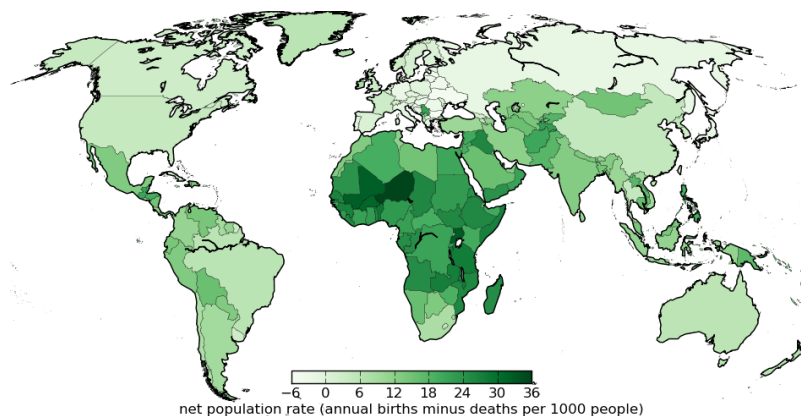 −6 0 6 12 18 24 30 36
net population rate (annual births minus deaths per 1000 people)